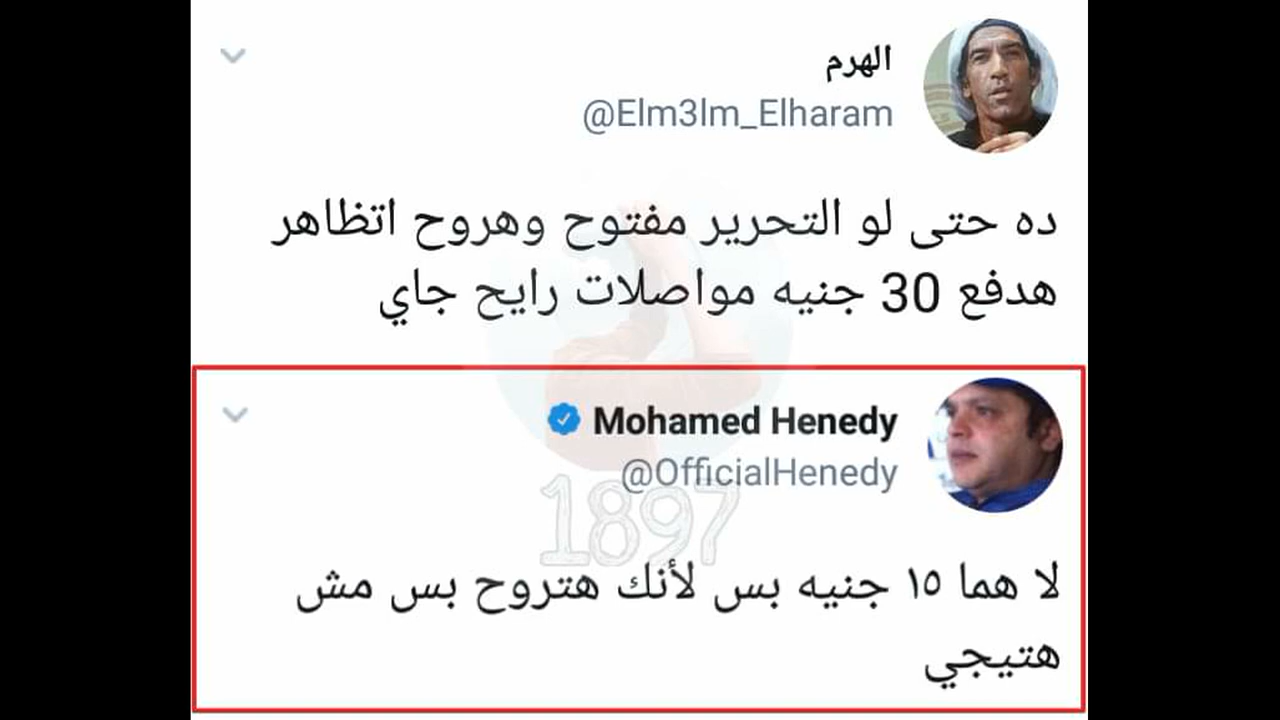 الهرم
@Elm3lm_Elharam
ده حتى لو التحرير مفتوح وهروح اتظاهر
هدفع 30 جنيه مواصلات رايح جاي
Mohamed Henedy
@OfficialHenedy
1897
لا هما ١٥ جنيه بس لأنك هتروح بس مش
هتيجي